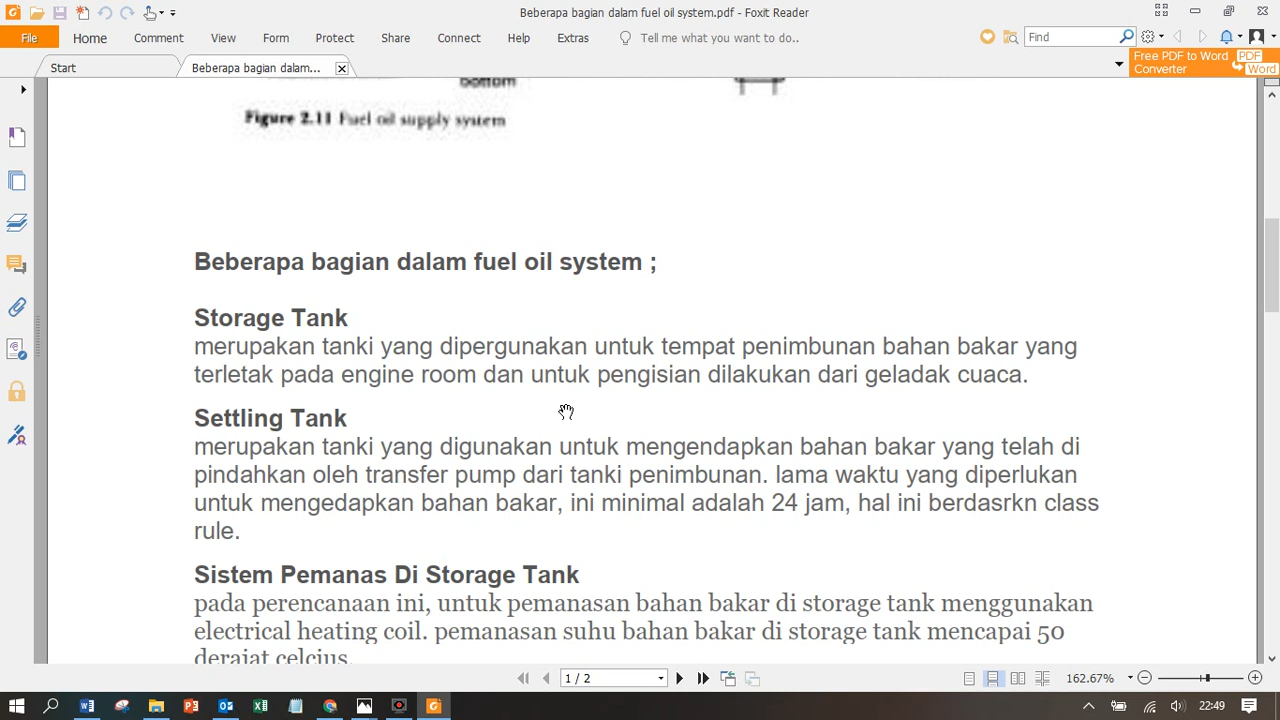 Beberapa bagian dalam fuel oil system.pdf - Foxit Reader
File Home Comment View Form Protect Share Connect Help Extras Tell me what you want to do.. Find
Start Beberapa bagian dalam... Free PDF to Word Converter PDF Word
bottom
Figure 2.11 Fuel oil supply system
Beberapa bagian dalam fuel oil system ;
Storage Tank
merupakan tanki yang dipergunakan untuk tempat penimbunan bahan bakar yang
terletak pada engine room dan untuk pengisian dilakukan dari geladak cuaca.
Settling Tank
merupakan tanki yang digunakan untuk mengendapkan bahan bakar yang telah di
pindahkan oleh transfer pump dari tanki penimbunan. lama waktu yang diperlukan
untuk mengedapkan bahan bakar, ini minimal adalah 24 jam, hal ini berdasrkn class
rule.
Sistem Pemanas Di Storage Tank
pada perencanaan ini, untuk pemanasan bahan bakar di storage tank menggunakan
electrical heating coil. pemanasan suhu bahan bakar di storage tank mencapai 50
derajat celcius.
1 / 2 162.67%
22:49